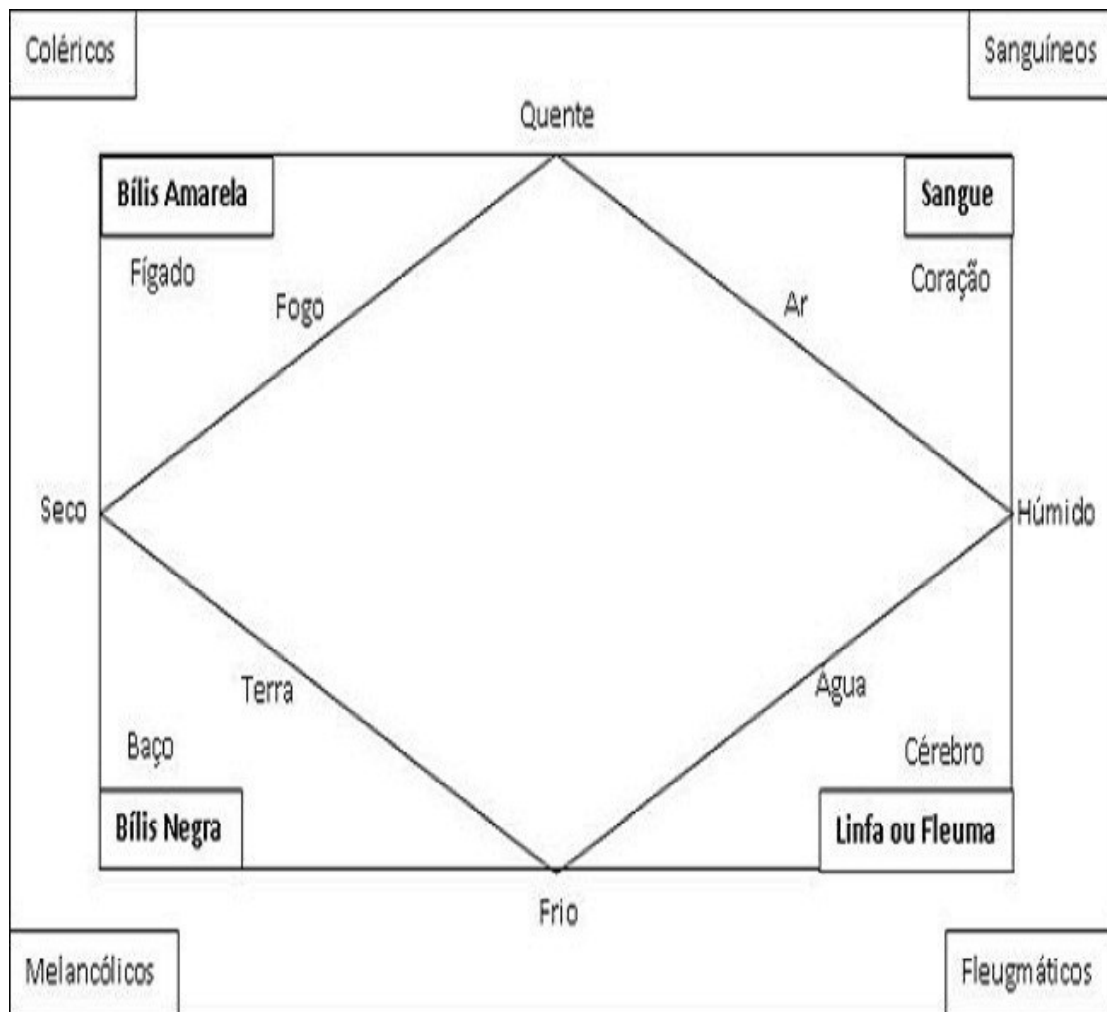 Coléricos
Sanguíneos
Quente
Bílis Amarela
Sangue
Fígado
Coração
Fogo
Ar
Seco
Húmido
Terra
Água
Baço
Cérebro
Bílis Negra
Linfa ou Fleuma
Frio
Melancólicos
Fleugmáticos